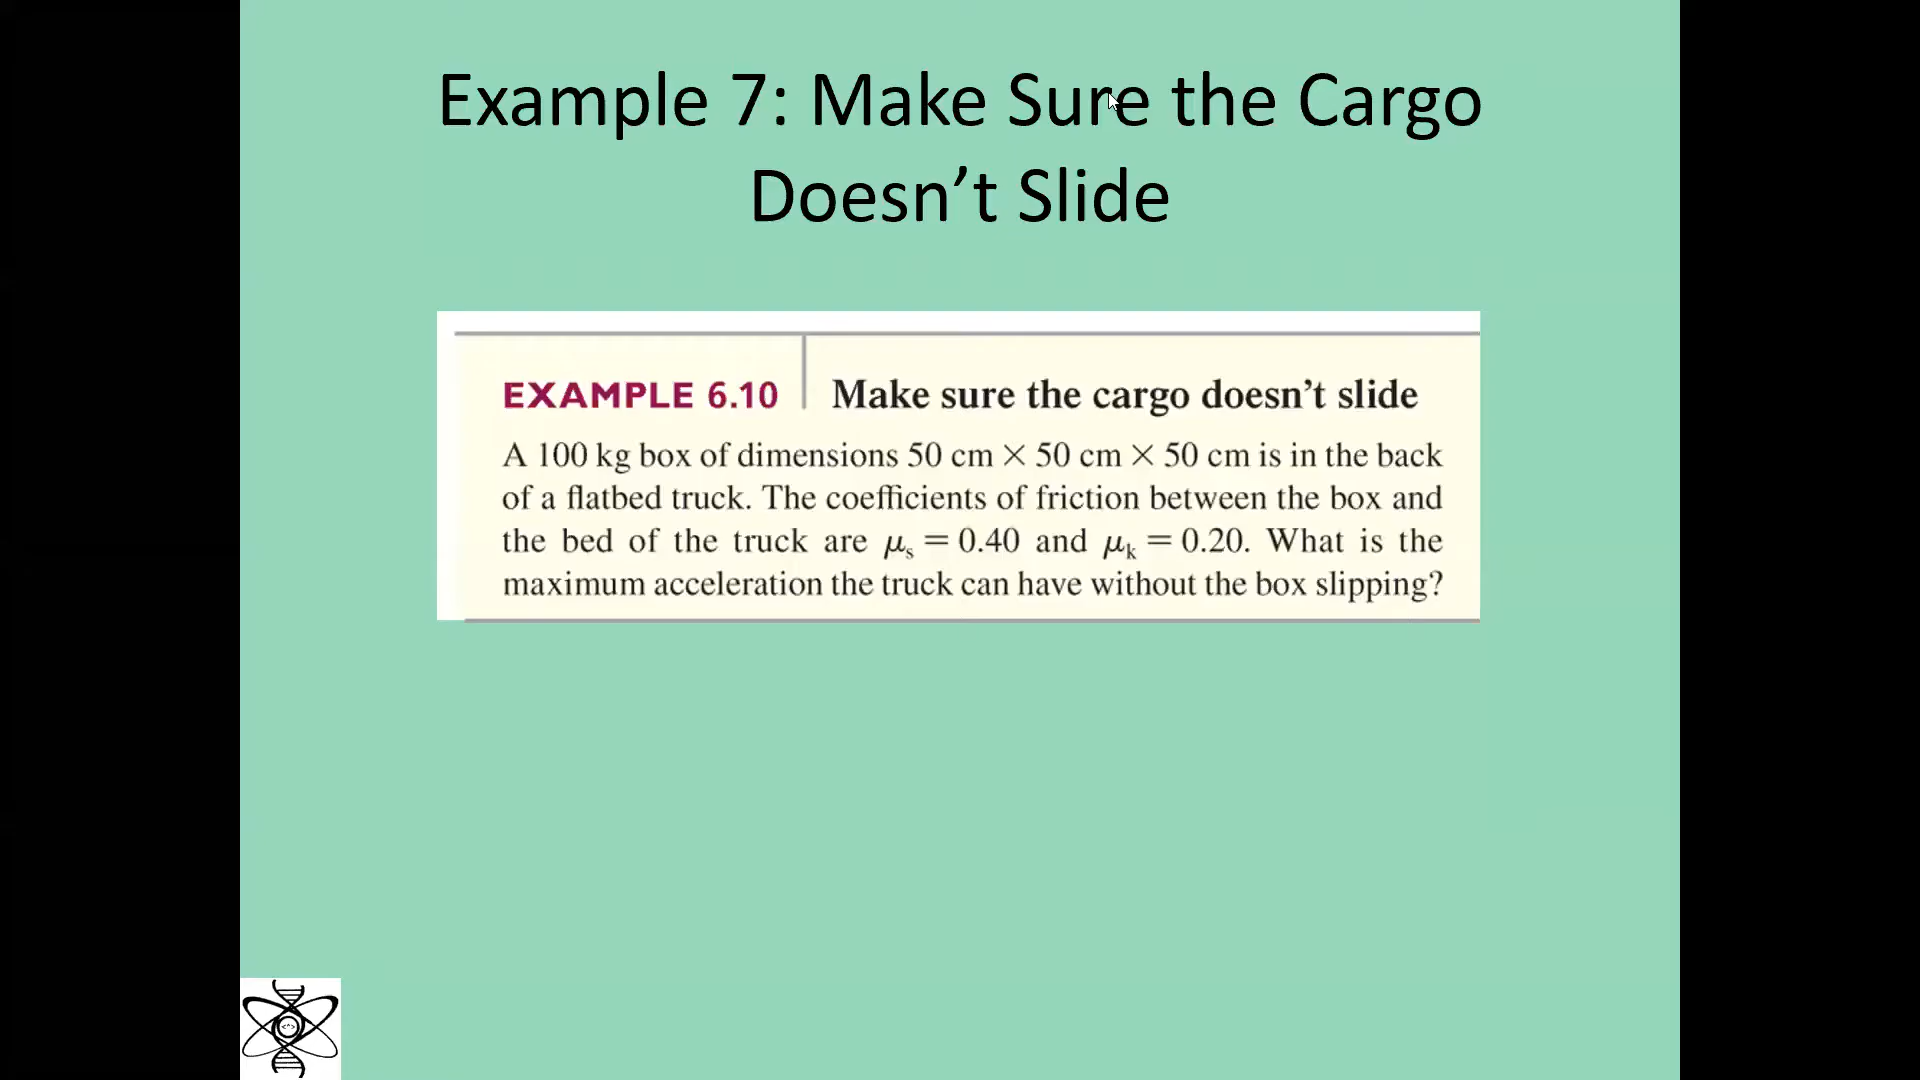 Example 7: Make Sure the Cargo
Doesn’t Slide
EXAMPLE 6.10 Make sure the cargo doesn’t slide
A 100 kg box of dimensions 50 cm × 50 cm × 50 cm is in the back
of a flatbed truck. The coefficients of friction between the box and
the bed of the truck are μs = 0.40 and μk = 0.20. What is the
maximum acceleration the truck can have without the box slipping?